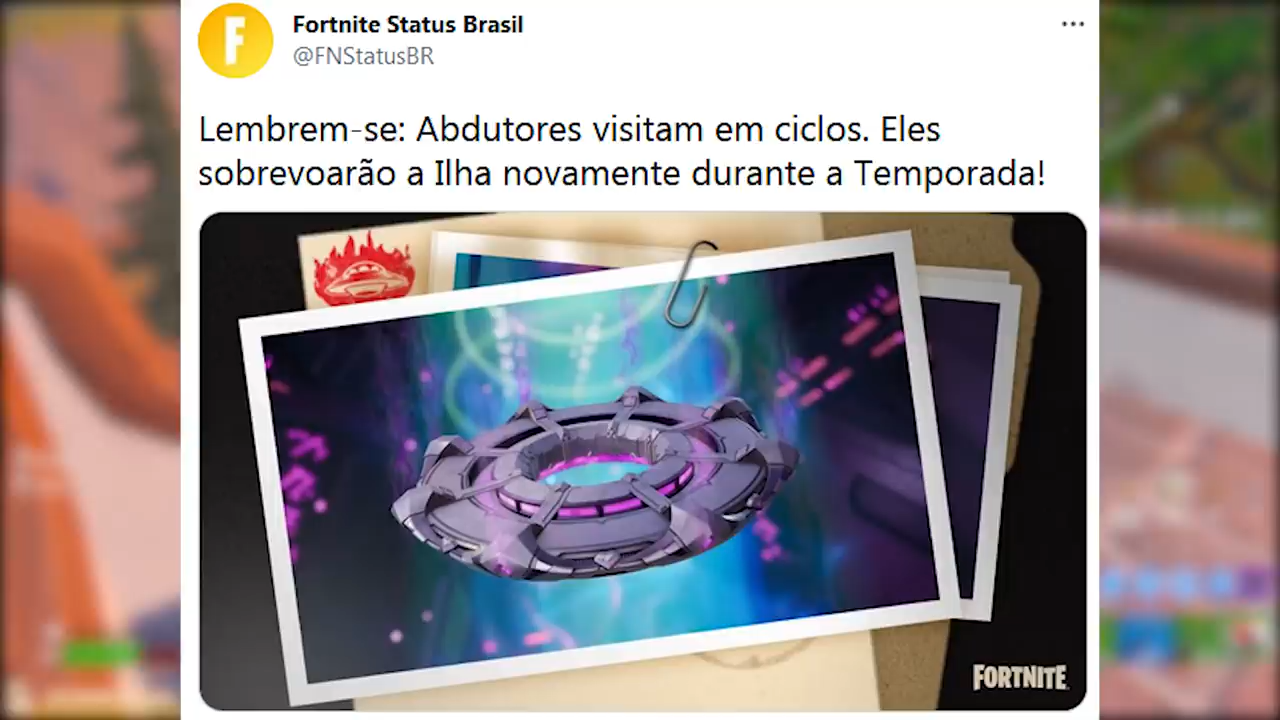 Fortnite Status Brasil
@FNStatusBR
Lembrem-se: Abdutores visitam em ciclos. Eles
sobrevoarão a Ilha novamente durante a Temporada!
FORTNITE